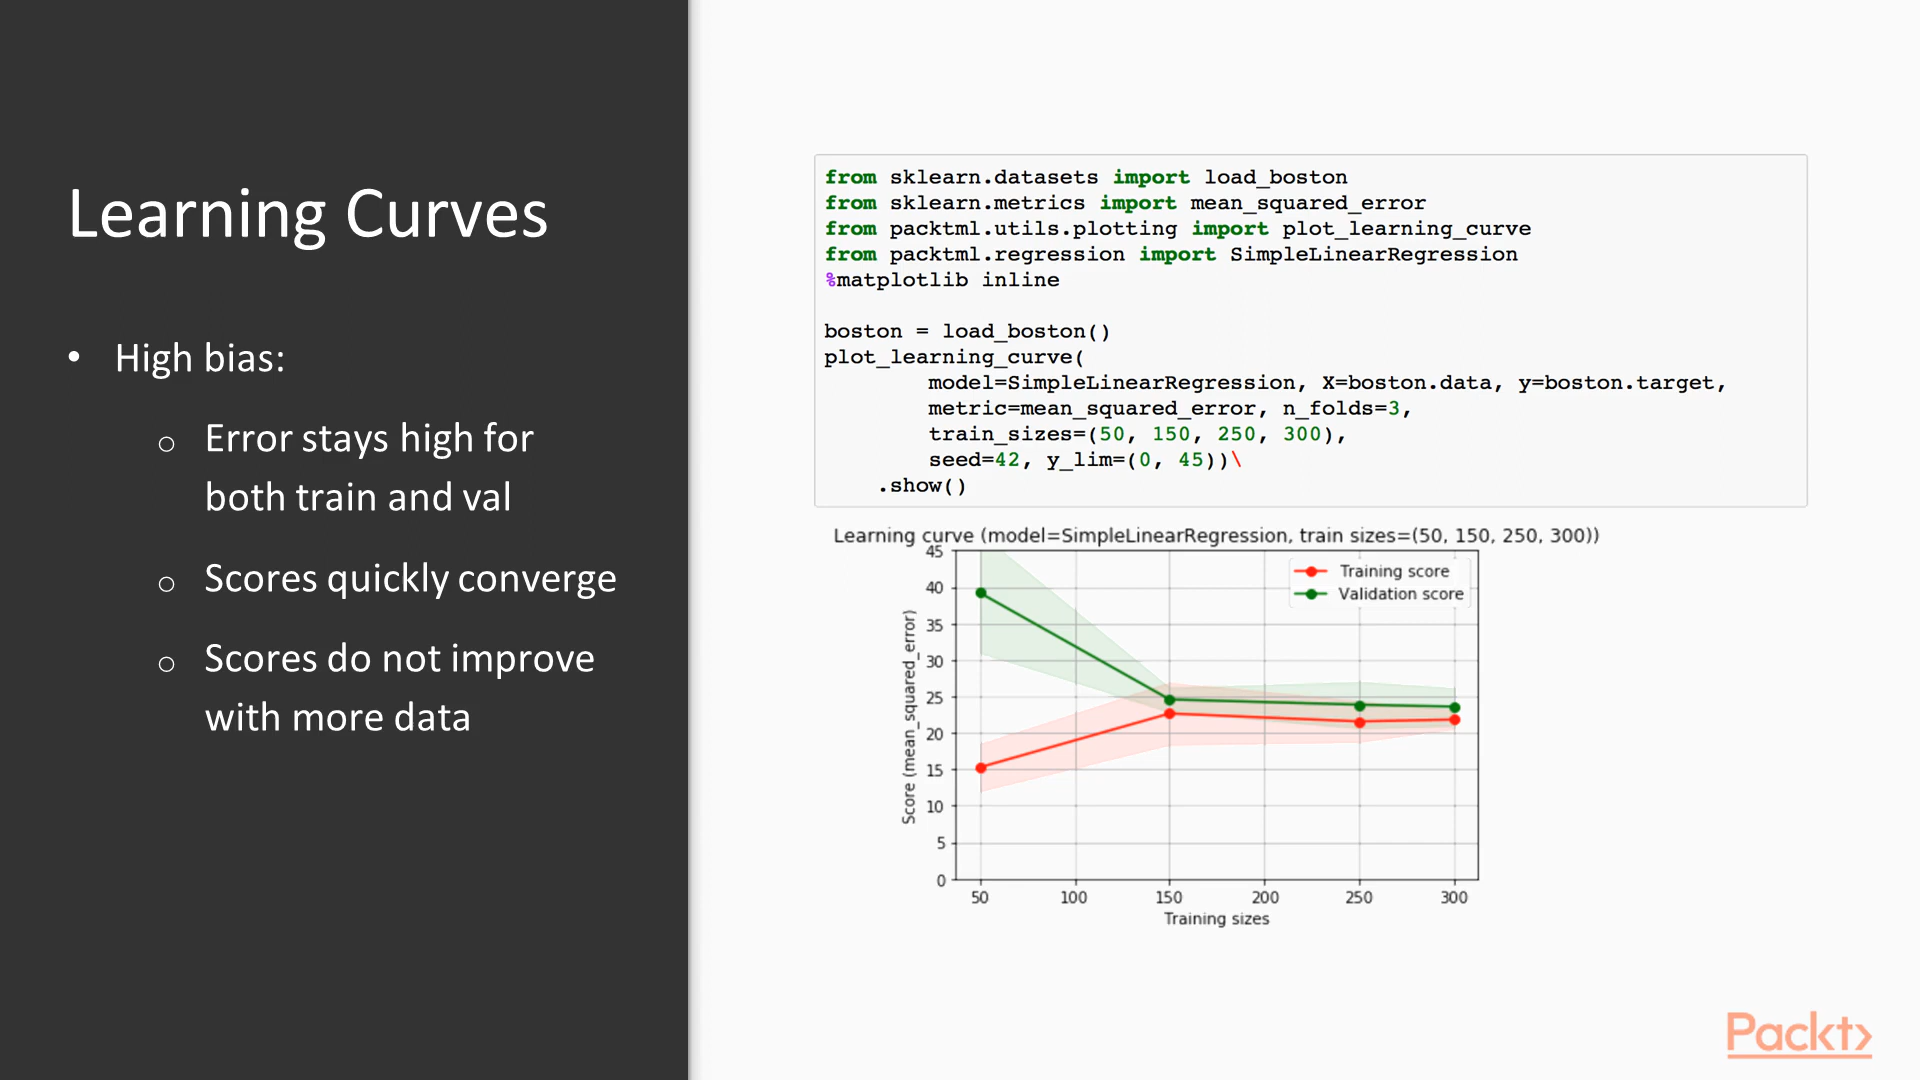 Learning Curves
• High bias:
o Error stays high for
both train and val
o Scores quickly converge
o Scores do not improve
with more data
from sklearn.datasets import load_boston
from sklearn.metrics import mean_squared_error
from packtml.utils.plotting import plot_learning_curve
from packtml.regression import SimpleLinearRegression
%matplotlib inline
boston = load_boston()
plot_learning_curve(
model=SimpleLinearRegression, X=boston.data, y=boston.target,
metric=mean_squared_error, n_folds=3,
train_sizes=(50, 150, 250, 300),
seed=42, y_lim=(0, 45))\
.show()
Learning curve (model=SimpleLinearRegression, train sizes=(50, 150, 250, 300))
Training score
Validation score
Score (mean_squared_error)
45
40
35
30
25
20
15
10
5
0
50 100 150 200 250 300
Training sizes
Packt>